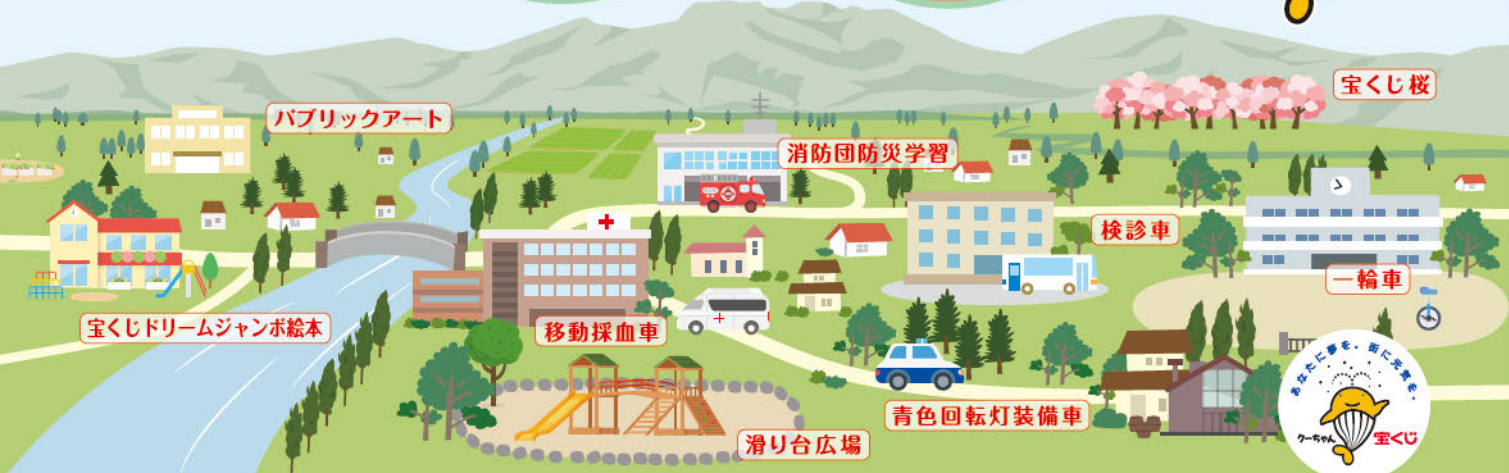 宝くじ桜
パブリックアート
消防団防災学習
検診車
一輪車
宝くじドリームジャンボ絵本
移動採血車
青色回転灯装備車
滑り台広場
あなたに夢を。街に元気を。
クーちゃん
宝くじ